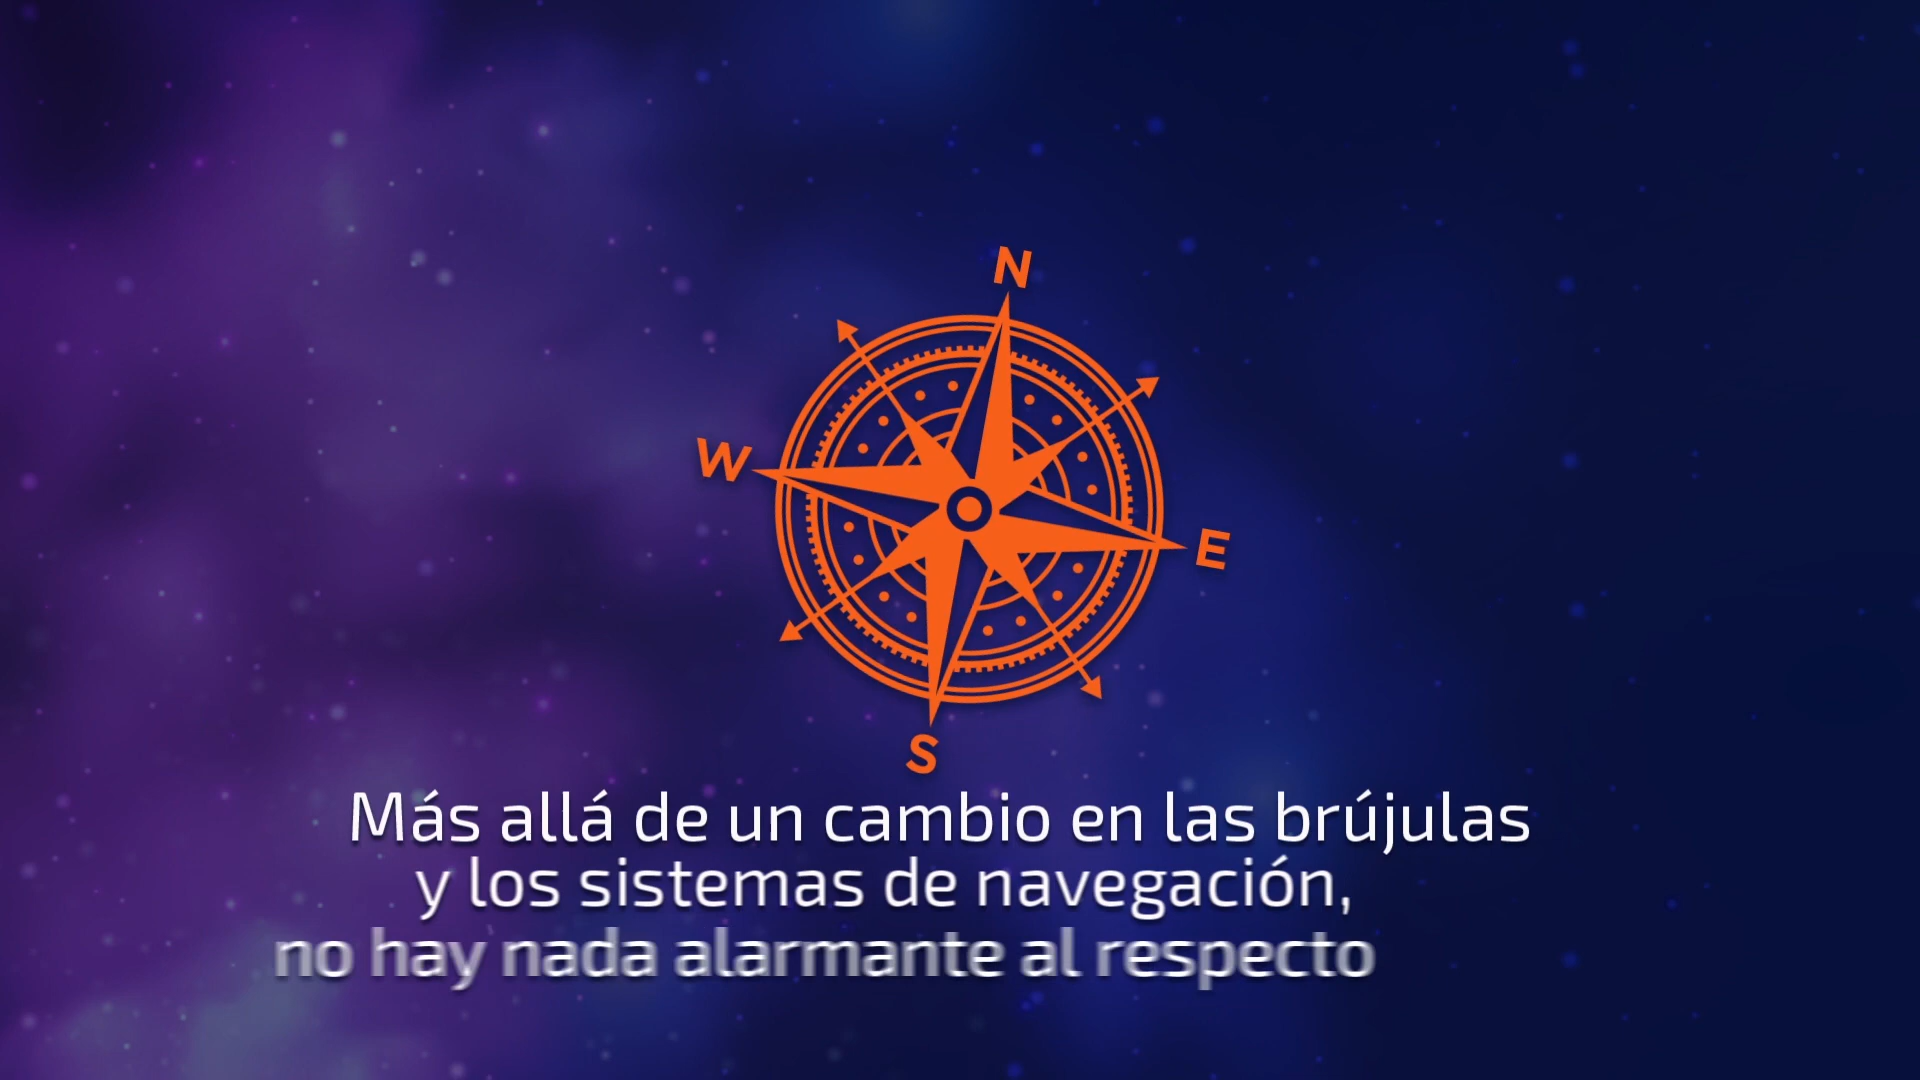 N
W
E
S
Más allá de un cambio en las brújulas
y los sistemas de navegación,
no hay nada alarmante al respecto